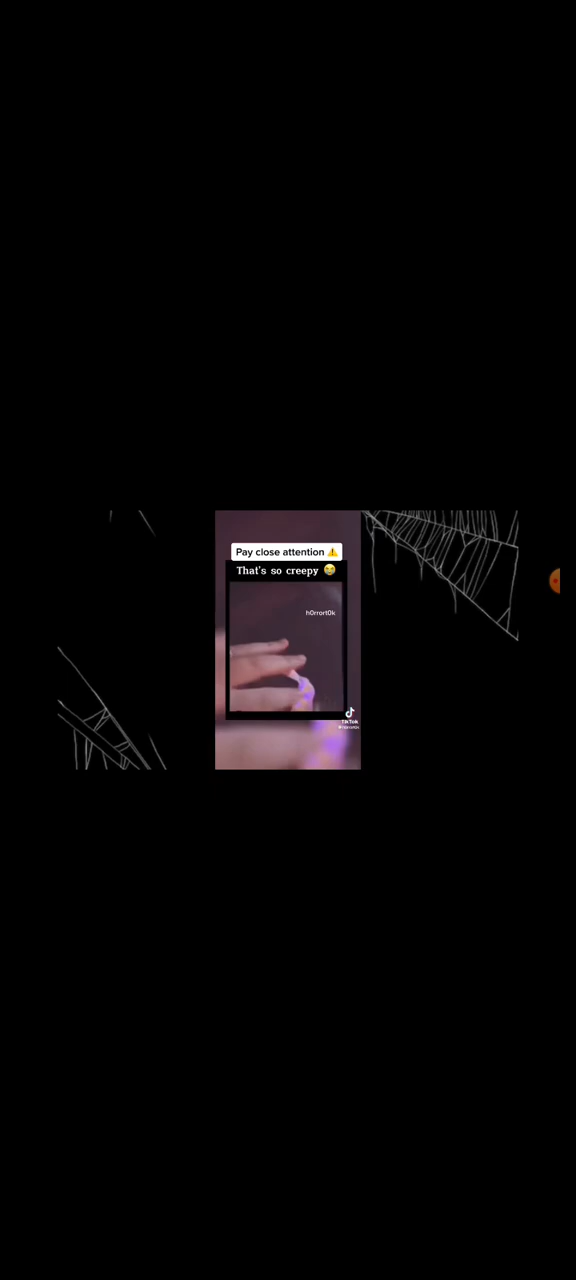 Pay close attention ⚠️
That's so creepy 😂
h0rrort0k
TikTok